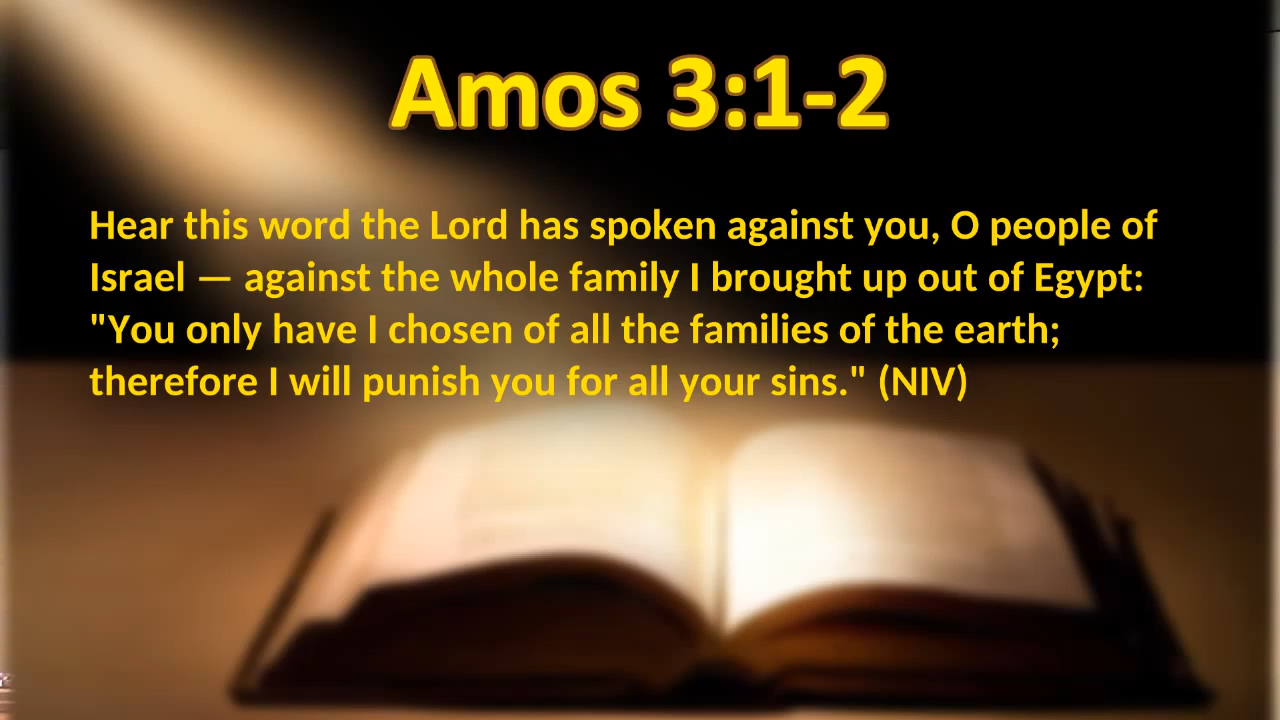 Amos 3:1-2
Hear this word the Lord has spoken against you, O people of
Israel — against the whole family I brought up out of Egypt:
"You only have I chosen of all the families of the earth;
therefore I will punish you for all your sins." (NIV)